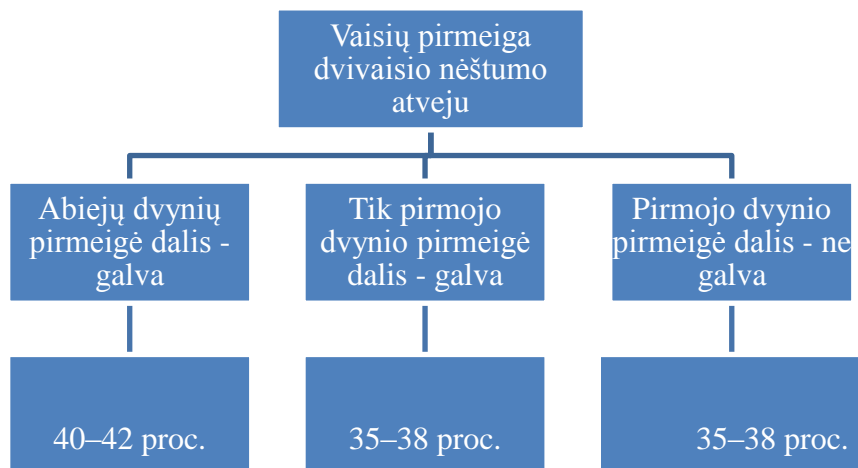 Vaisių pirmeiga
dvivaisio nėštumo
atveju
Abiejų dvynių
pirmeigė dalis -
galva
Tik pirmojo
dvynio pirmeigė
dalis - galva
Pirmojo dvynio
pirmeigė dalis - ne
galva
40–42 proc.
35–38 proc.
35–38 proc.